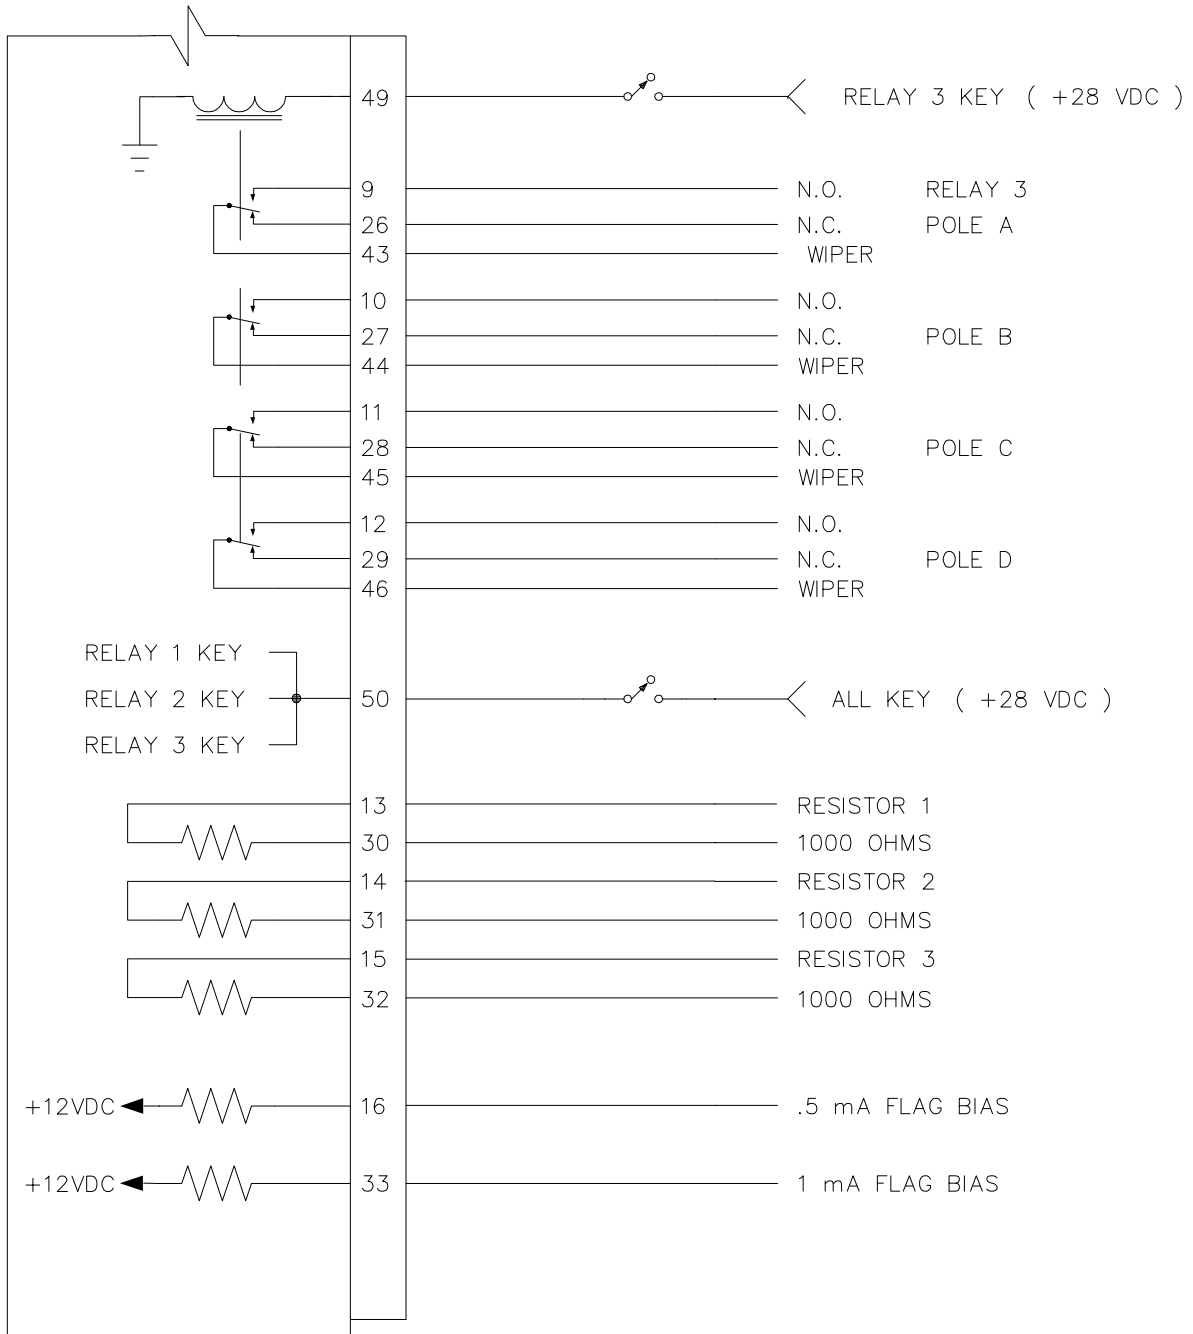 49 RELAY 3 KEY ( +28 VDC )
9 N.O. RELAY 3
26 N.C. POLE A
43 WIPER
10 N.O.
27 N.C. POLE B
44 WIPER
11 N.O.
28 N.C. POLE C
45 WIPER
12 N.O.
29 N.C. POLE D
46 WIPER
RELAY 1 KEY
RELAY 2 KEY 50 ALL KEY ( +28 VDC )
RELAY 3 KEY
13 RESISTOR 1
30 1000 OHMS
14 RESISTOR 2
31 1000 OHMS
15 RESISTOR 3
32 1000 OHMS
+12VDC 16 .5 mA FLAG BIAS
+12VDC 33 1 mA FLAG BIAS